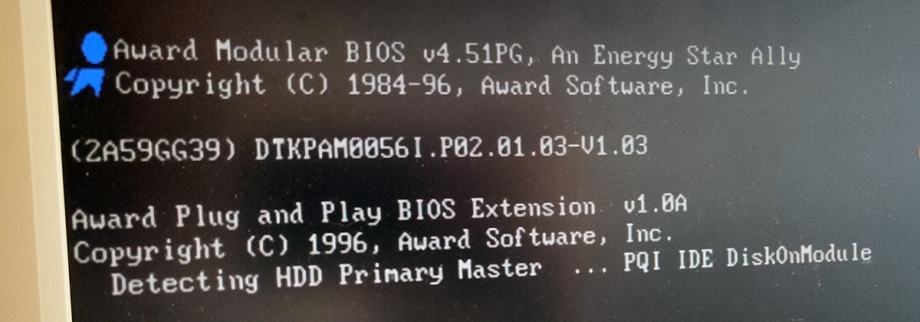 Award Modular BIOS v4.51PG, An Energy Star Ally
Copyright (C) 1984-96, Award Software, Inc.
(2A59GG39) DTKPAM0056I.P02.01.03-V1.03
Award Plug and Play BIOS Extension v1.0A
Copyright (C) 1996, Award Software, Inc.
Detecting HDD Primary Master ... PQI IDE DiskOnModule